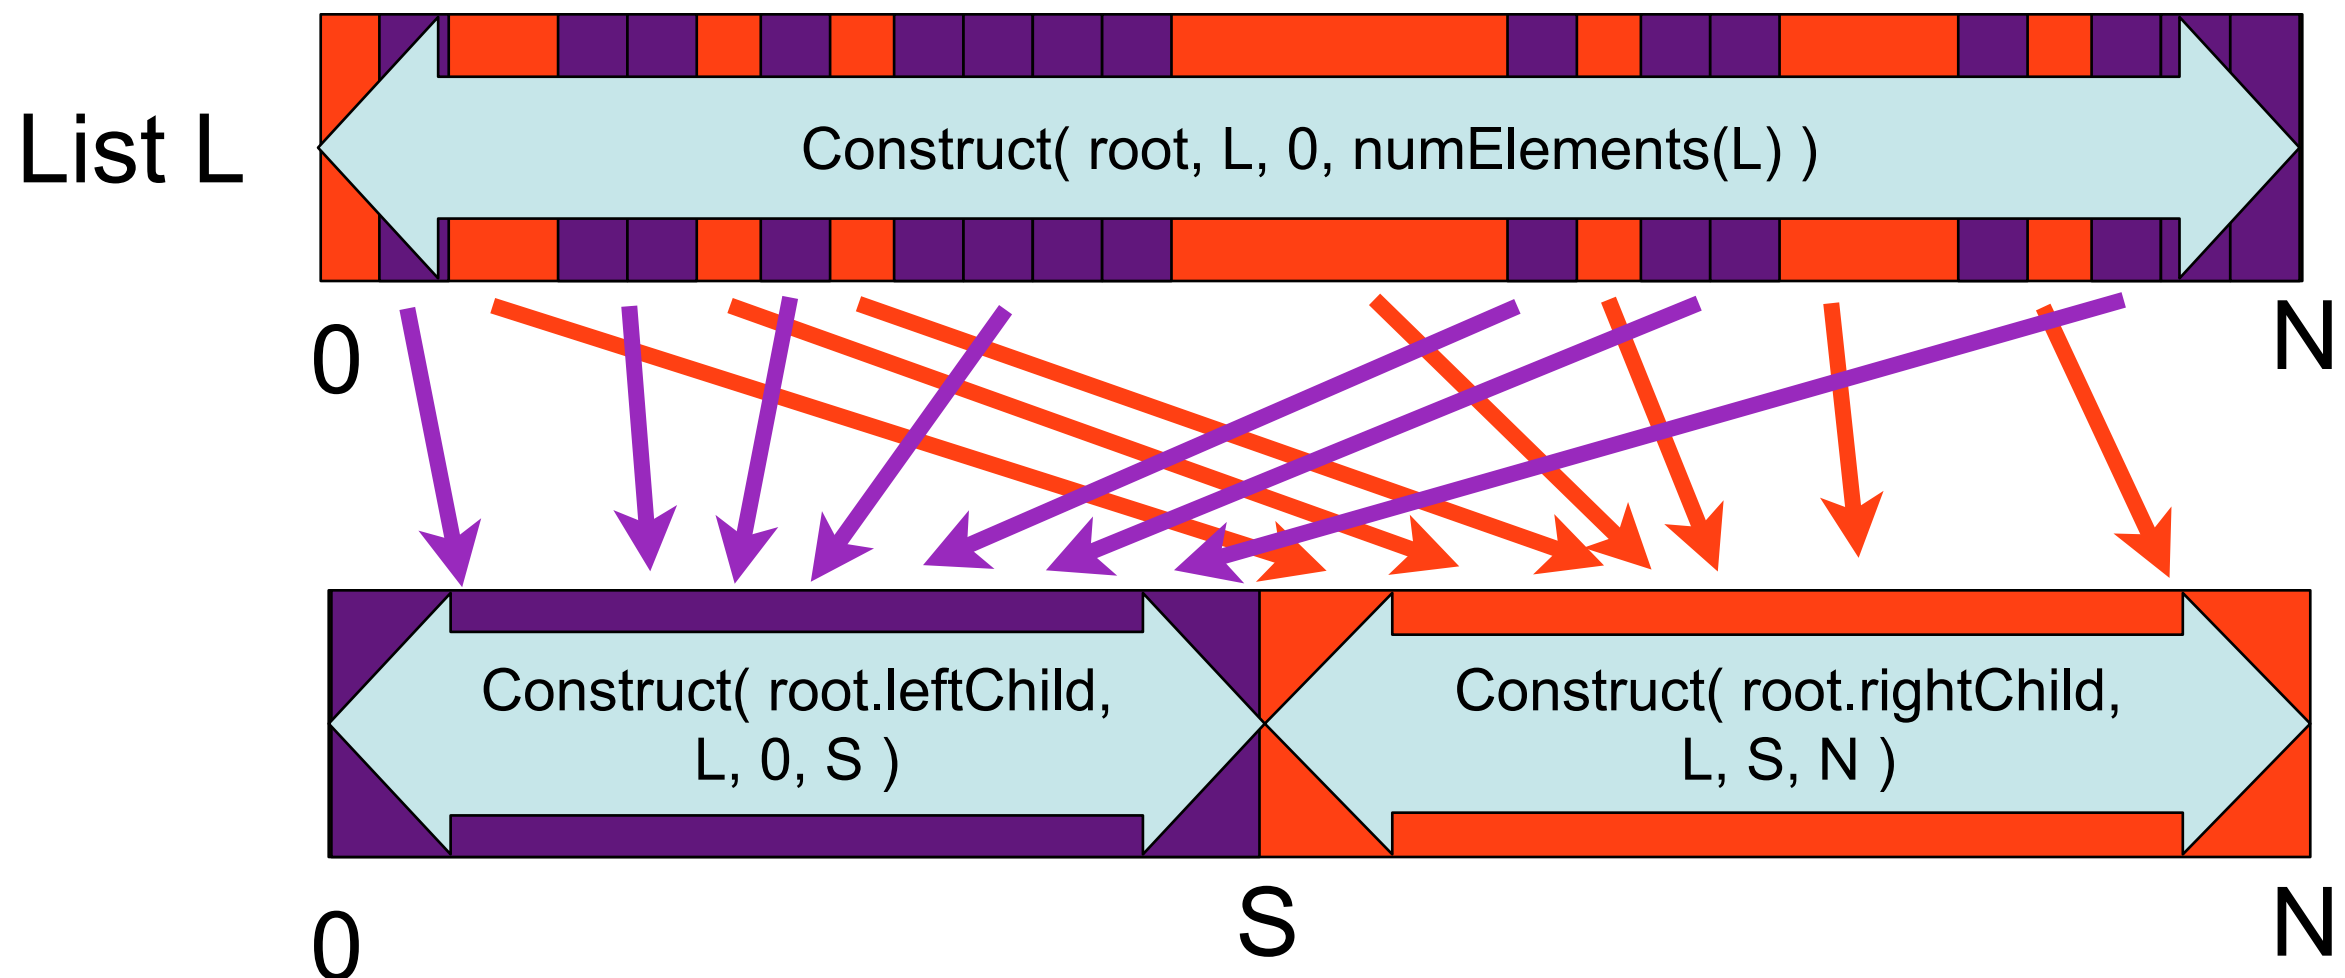 List L
Construct( root, L, 0, numElements(L) )
0
N
Construct( root.leftChild,
L, 0, S )
Construct( root.rightChild,
L, S, N )
0
S
N